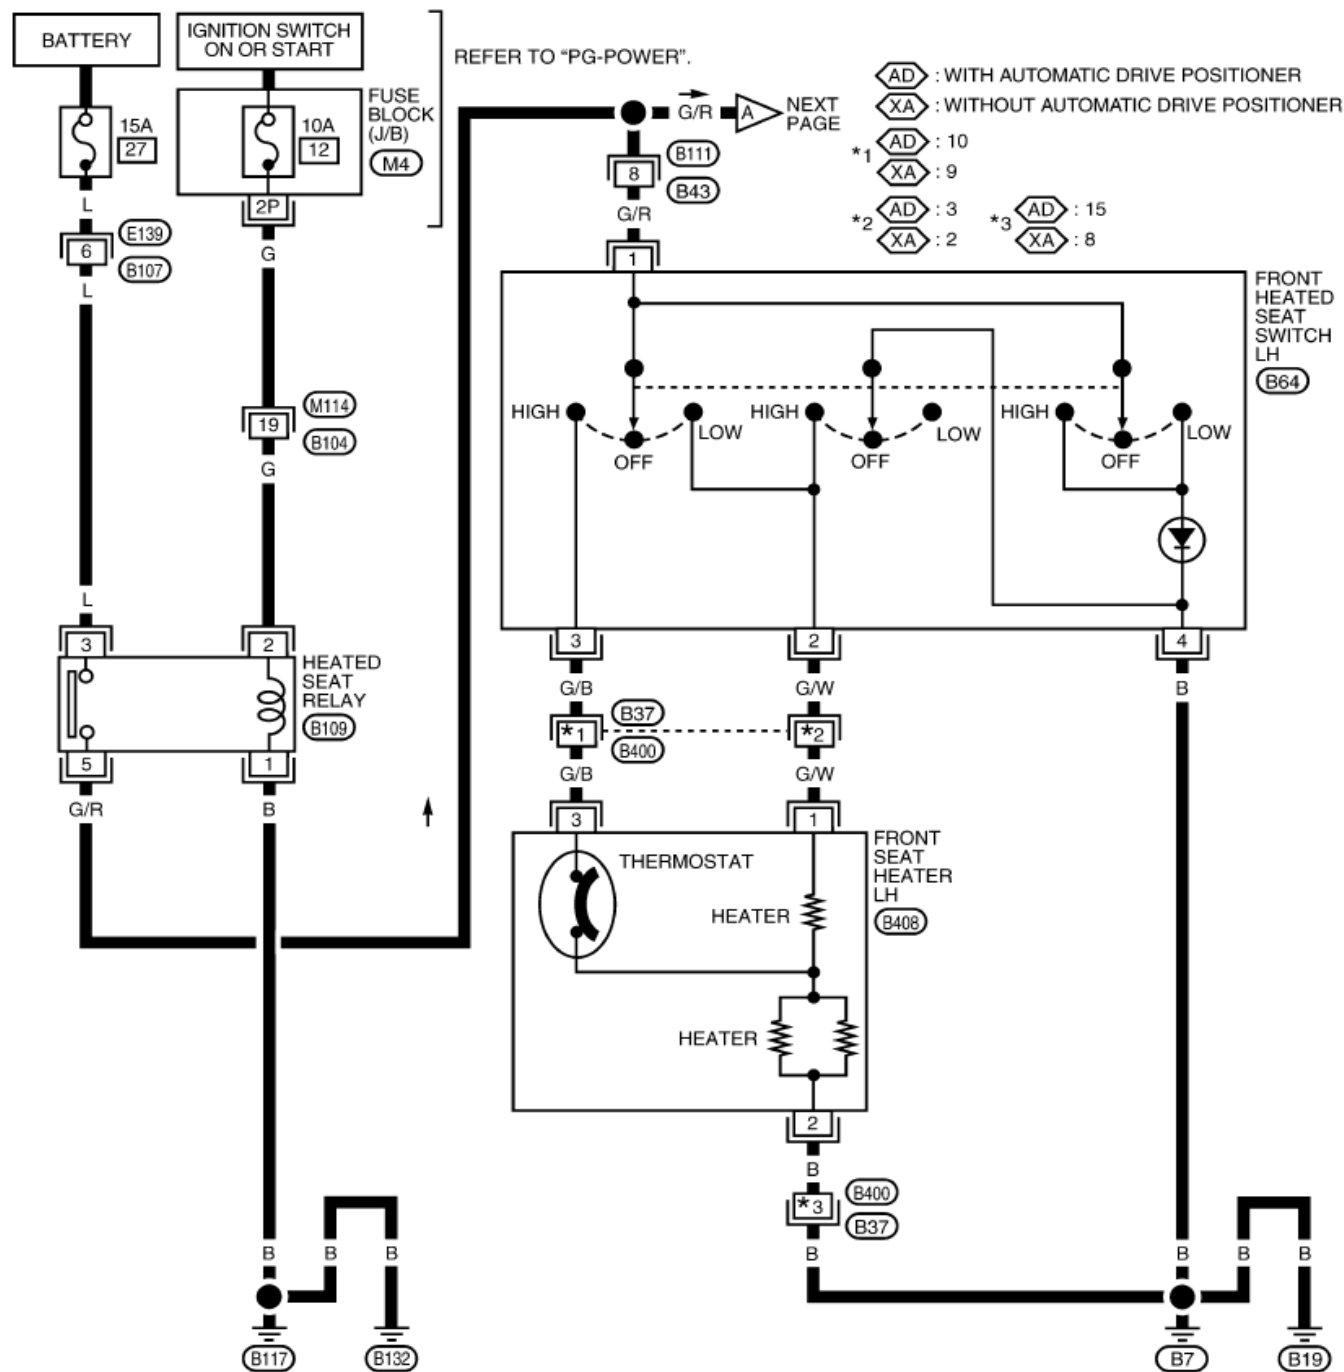 BATTERY
IGNITION SWITCH
ON OR START
REFER TO “PG-POWER”.
15A
27
10A
12
FUSE
BLOCK
(J/B)
M4
2P
L
6
E139
B107
L
G
19
M114
B104
G
L
3
2
HEATED
SEAT
RELAY
B109
5
1
G/R
B
G/R
A
NEXT
PAGE
8
B111
B43
G/R
1
AD : WITH AUTOMATIC DRIVE POSITIONER
XA : WITHOUT AUTOMATIC DRIVE POSITIONER
*1 AD : 10
XA : 9
*2 AD : 3
XA : 2
*3 AD : 15
XA : 8
FRONT
HEATED
SEAT
SWITCH
LH
B64
HIGH
OFF
LOW
HIGH
OFF
LOW
HIGH
OFF
LOW
3
2
4
G/B
G/W
B
*1
B37
B400
*2
G/B
G/W
3
1
THERMOSTAT
HEATER
HEATER
FRONT
SEAT
HEATER
LH
B408
2
B
*3
B400
B37
B
B
B
B
B
B
B
B117
B132
B7
B19